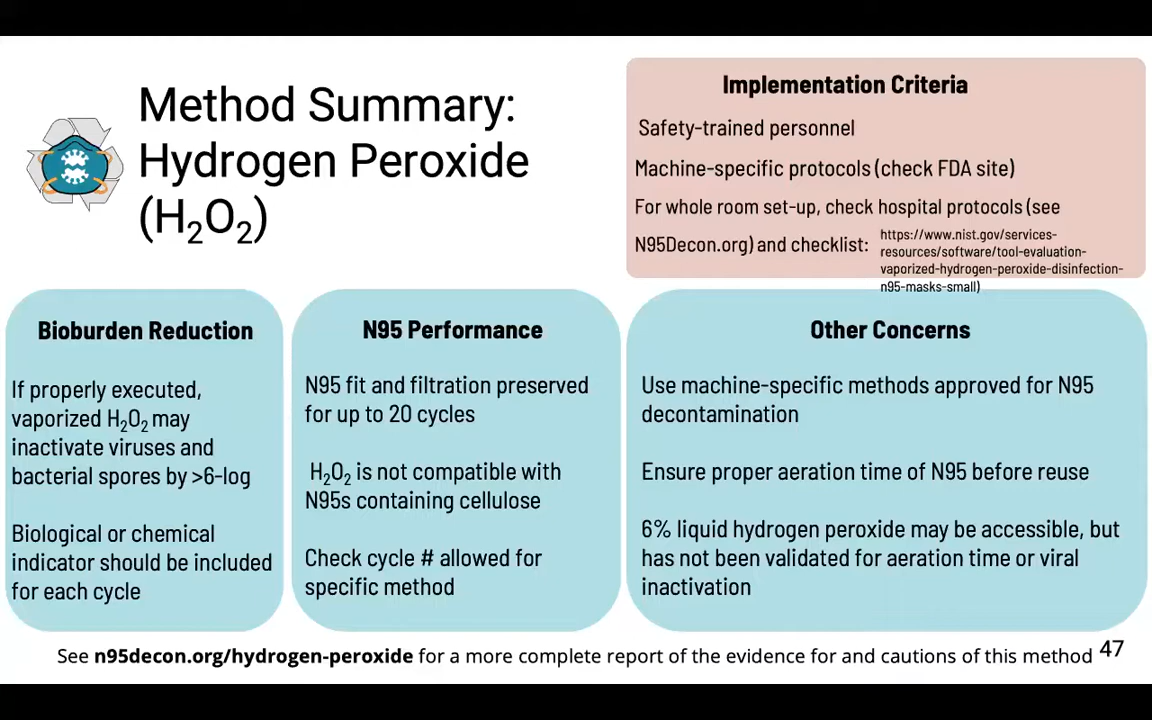 Method Summary:
Hydrogen Peroxide
(H₂O₂)
Implementation Criteria
Safety-trained personnel
Machine-specific protocols (check FDA site)
For whole room set-up, check hospital protocols (see
N95Decon.org) and checklist:
https://www.nist.gov/services-
resources/software/tool-evaluation-
vaporized-hydrogen-peroxide-disinfection-
n95-masks-small)
Bioburden Reduction
If properly executed,
vaporized H₂O₂ may
inactivate viruses and
bacterial spores by >6-log
Biological or chemical
indicator should be included
for each cycle
N95 Performance
N95 fit and filtration preserved
for up to 20 cycles
H₂O₂ is not compatible with
N95s containing cellulose
Check cycle # allowed for
specific method
Other Concerns
Use machine-specific methods approved for N95
decontamination
Ensure proper aeration time of N95 before reuse
6% liquid hydrogen peroxide may be accessible, but
has not been validated for aeration time or viral
inactivation
See n95decon.org/hydrogen-peroxide for a more complete report of the evidence for and cautions of this method
47